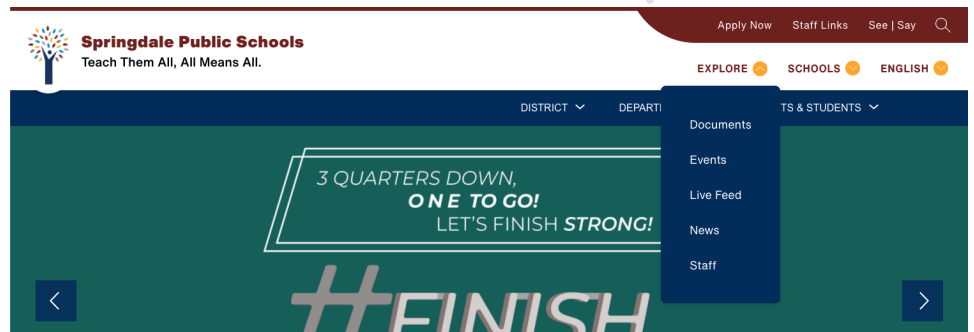 Apply Now Staff Links See | Say
Springdale Public Schools
Teach Them All, All Means All.
EXPLORE SCHOOLS ENGLISH
DISTRICT TS & STUDENTS
Documents
Events
Live Feed
News
Staff
3 QUARTERS DOWN,
ONE TO GO!
LET'S FINISH STRONG!
#FINISH